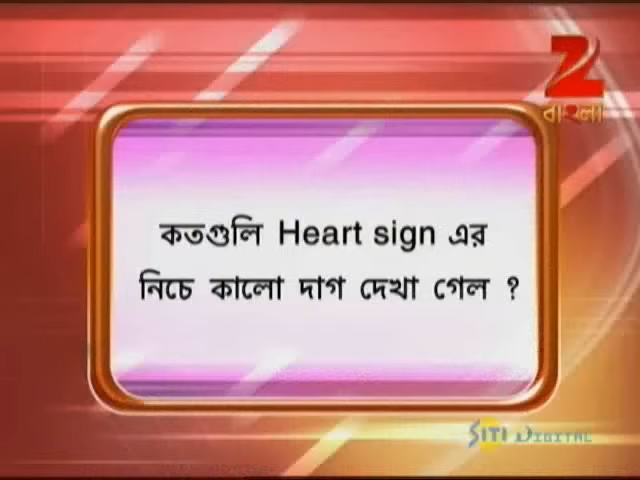 Z
বাংলা
কতগুলি Heart sign এর
নিচে কালো দাগ দেখা গেল ?
SITI DIGITAL